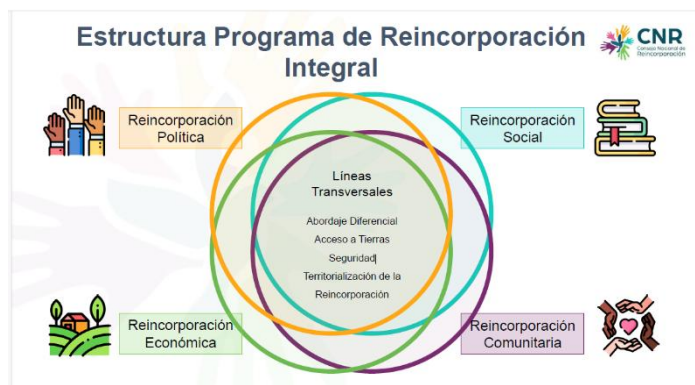 Estructura Programa de Reincorporación
Integral
CNR
Consejo Nacional de
Reincorporación
Reincorporación
Política
Reincorporación
Social
Líneas
Transversales
Abordaje Diferencial
Acceso a Tierras
Seguridad
Territorialización de la
Reincorporación
Reincorporación
Económica
Reincorporación
Comunitaria